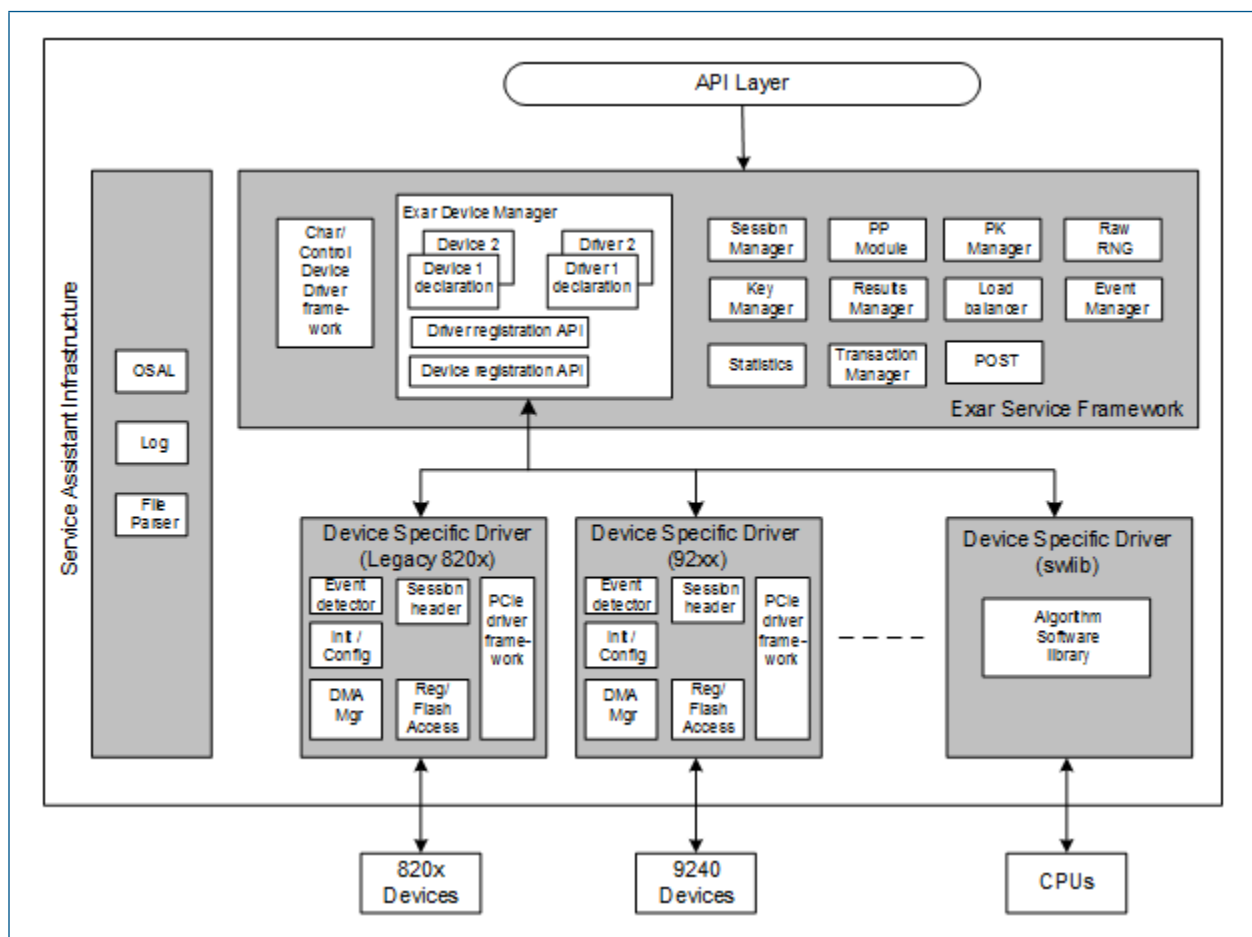 API Layer
Service Assistant Infrastructure
OSAL
Log
File
Parser
Char/
Control
Device
Driver
frame-
work
Exar Device Manager
Device 2
Device 1
declaration
Driver 2
Driver 1
declaration
Driver registration API
Device registration API
Session
Manager
PP
Module
PK
Manager
Raw
RNG
Key
Manager
Results
Manager
Load
balancer
Event
Manager
Statistics
Transaction
Manager
POST
Exar Service Framework
Device Specific Driver
(Legacy 820x)
Event
detector
Session
header
PCIe
driver
frame-
work
Init /
Config
DMA
Mgr
Reg/
Flash
Access
Device Specific Driver
(92xx)
Event
detector
Session
header
PCIe
driver
frame-
work
Init /
Config
DMA
Mgr
Reg/
Flash
Access
Device Specific Driver
(swlib)
Algorithm
Software
library
820x
Devices
9240
Devices
CPUs